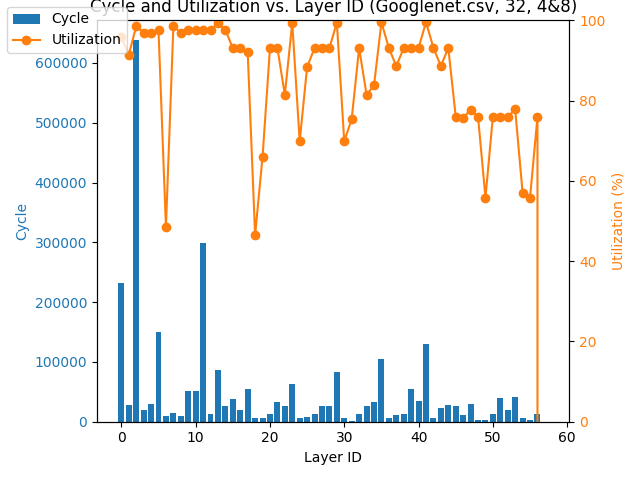 Cycle and Utilization vs. Layer ID (Googlenet.csv, 32, 4&8)
Cycle
Utilization
600000
500000
400000
300000
200000
100000
0
Cycle
100
80
60
40
20
0
Utilization (%)
0 10 20 30 40 50 60
Layer ID